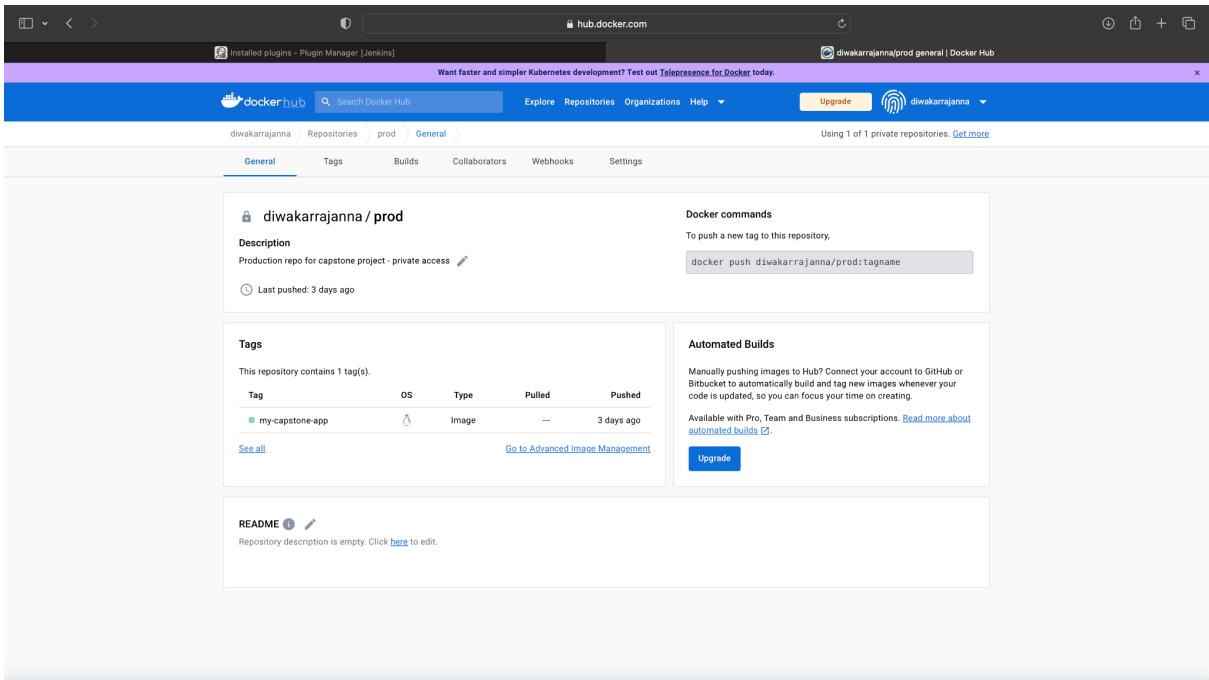 hub.docker.com
Installed plugins - Plugin Manager [Jenkins]
diwakarrajanna/prod general | Docker Hub
Want faster and simpler Kubernetes development? Test out Telepresence for Docker today.
dockerhub
Search Docker Hub
Explore Repositories Organizations Help
Upgrade
diwakarrajanna
diwakarrajanna Repositories prod General
Using 1 of 1 private repositories. Get more
General Tags Builds Collaborators Webhooks Settings
diwakarrajanna / prod
Description
Production repo for capstone project - private access
Last pushed: 3 days ago
Docker commands
To push a new tag to this repository,
docker push diwakarrajanna/prod:tagname
Tags
This repository contains 1 tag(s).
Tag OS Type Pulled Pushed
my-capstone-app Image --- 3 days ago
See all
Go to Advanced Image Management
Automated Builds
Manually pushing images to Hub? Connect your account to GitHub or
Bitbucket to automatically build and tag new images whenever your
code is updated, so you can focus your time on creating.
Available with Pro, Team and Business subscriptions. Read more about
automated builds.
Upgrade
README
Repository description is empty. Click here to edit.